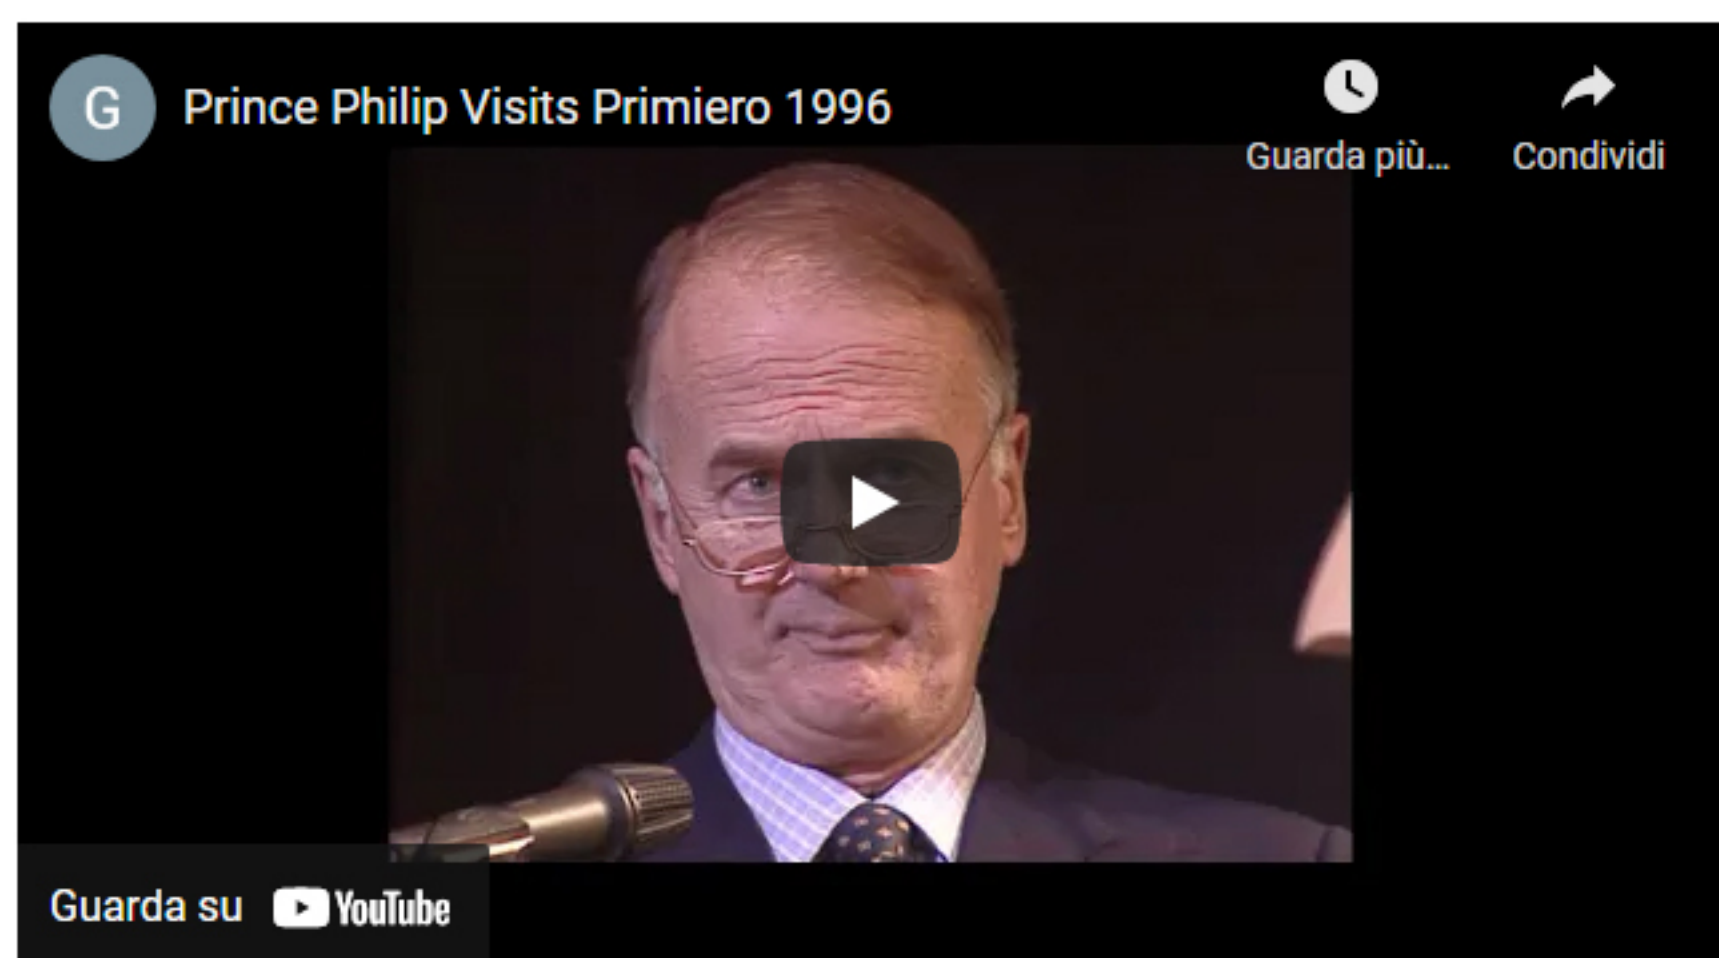 G
Prince Philip Visits Primiero 1996
Guarda più...
Condividi
Guarda su YouTube